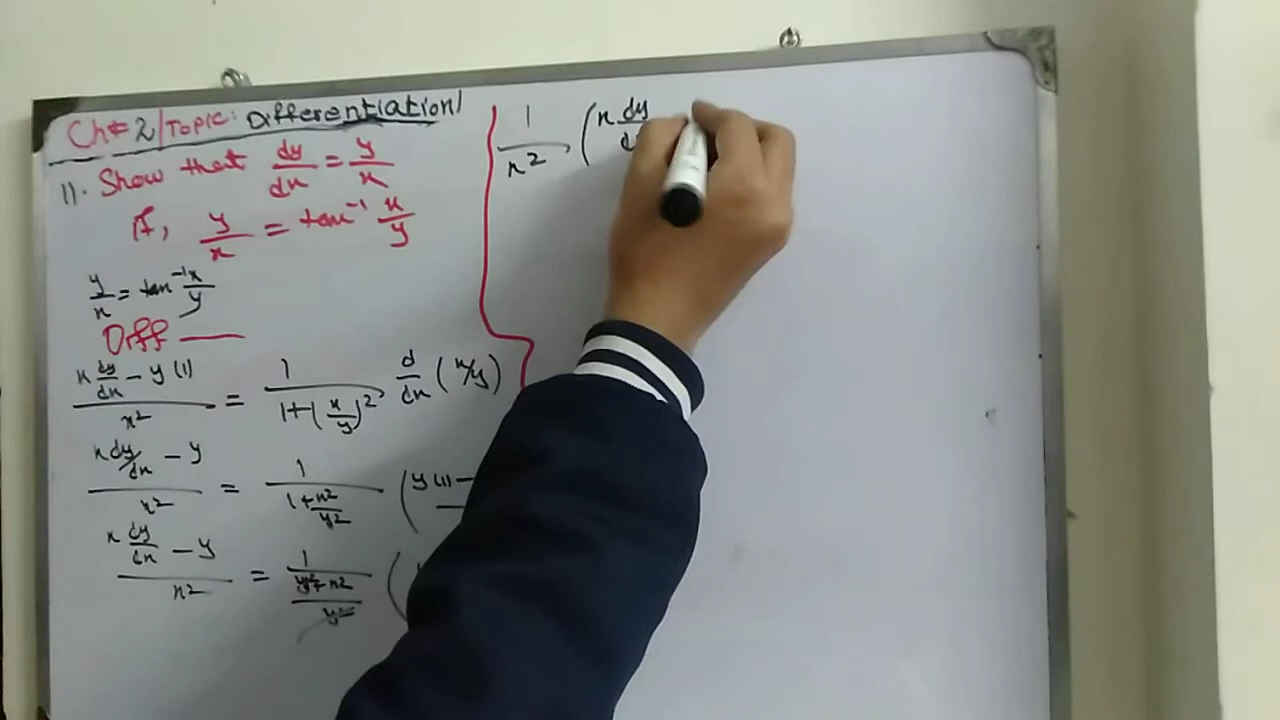 Ch # 2 / Topic: Differentiation
11. Show that dy/dx = y/x
If, y/x = tan⁻¹ x/y
y/x = tan⁻¹ x/y
Diff
(x dy/dx − y (1))/x² = 1/(1+(x/y)²) d/dx (x/y)
(x dy/dx − y)/x² = 1/(1+x²/y²) (y(1) −
(x dy/dx − y)/x² = 1/((y²+x²)/y²) (
1/x² (x dy